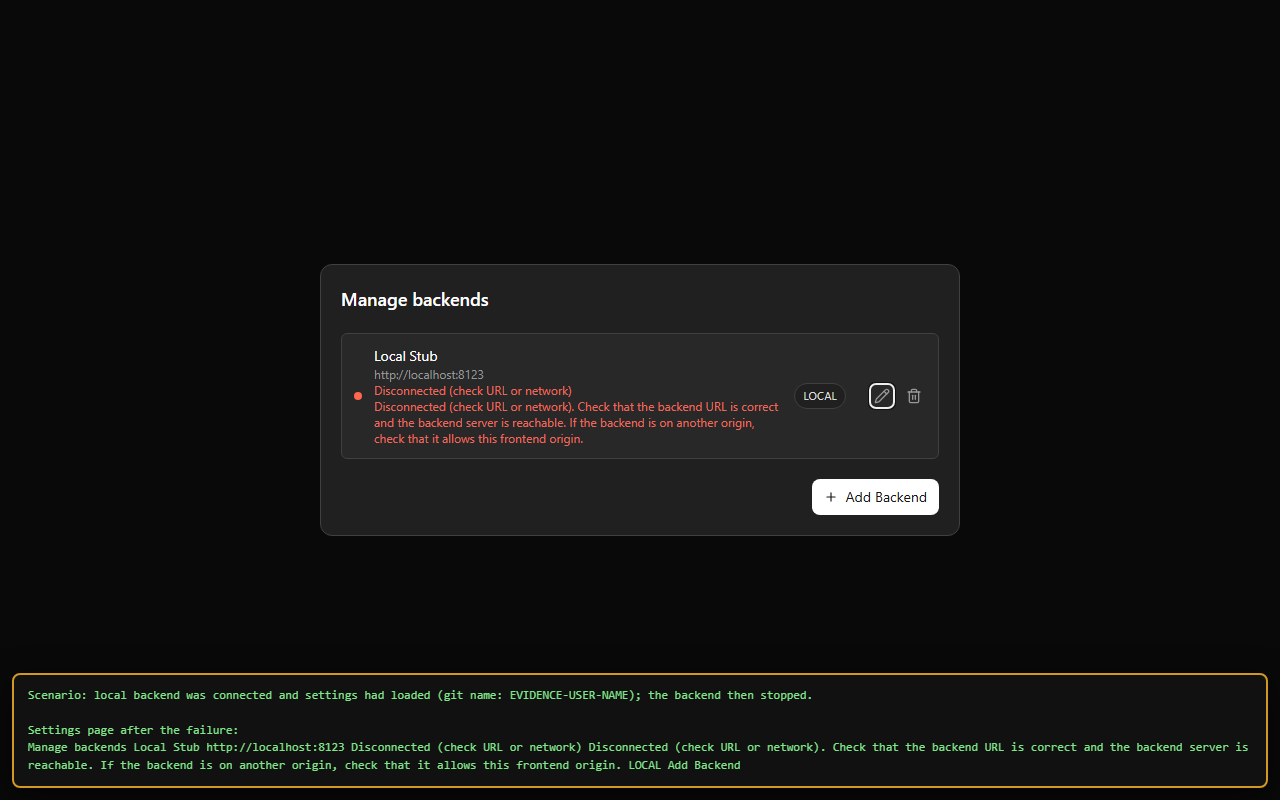 Manage backends
Local Stub
http://localhost:8123
Disconnected (check URL or network)
Disconnected (check URL or network). Check that the backend URL is correct
and the backend server is reachable. If the backend is on another origin,
check that it allows this frontend origin.
LOCAL
Add Backend
Scenario: local backend was connected and settings had loaded (git name: EVIDENCE-USER-NAME); the backend then stopped.
Settings page after the failure:
Manage backends Local Stub http://localhost:8123 Disconnected (check URL or network) Disconnected (check URL or network). Check that the backend URL is correct and the backend server is
reachable. If the backend is on another origin, check that it allows this frontend origin. LOCAL Add Backend